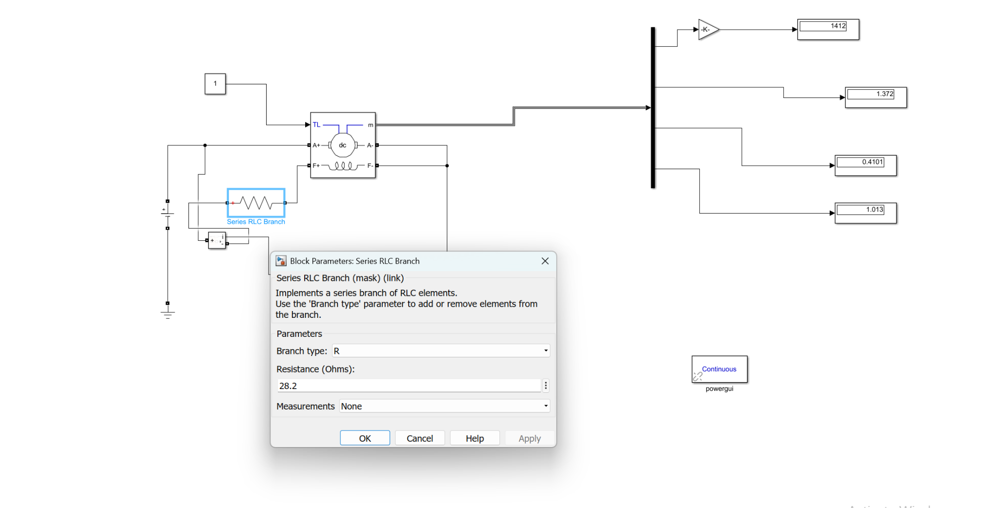 -K-
1412
1
1.372
TL
m
A+
dc
A-
F+
F-
0.4101
+
1.013
+
Series RLC Branch
+
i
-
Block Parameters: Series RLC Branch
Series RLC Branch (mask) (link)
Implements a series branch of RLC elements.
Use the 'Branch type' parameter to add or remove elements from
the branch.
Parameters
Branch type: R
Resistance (Ohms):
28.2
Measurements None
OK Cancel Help Apply
Continuous
powergui